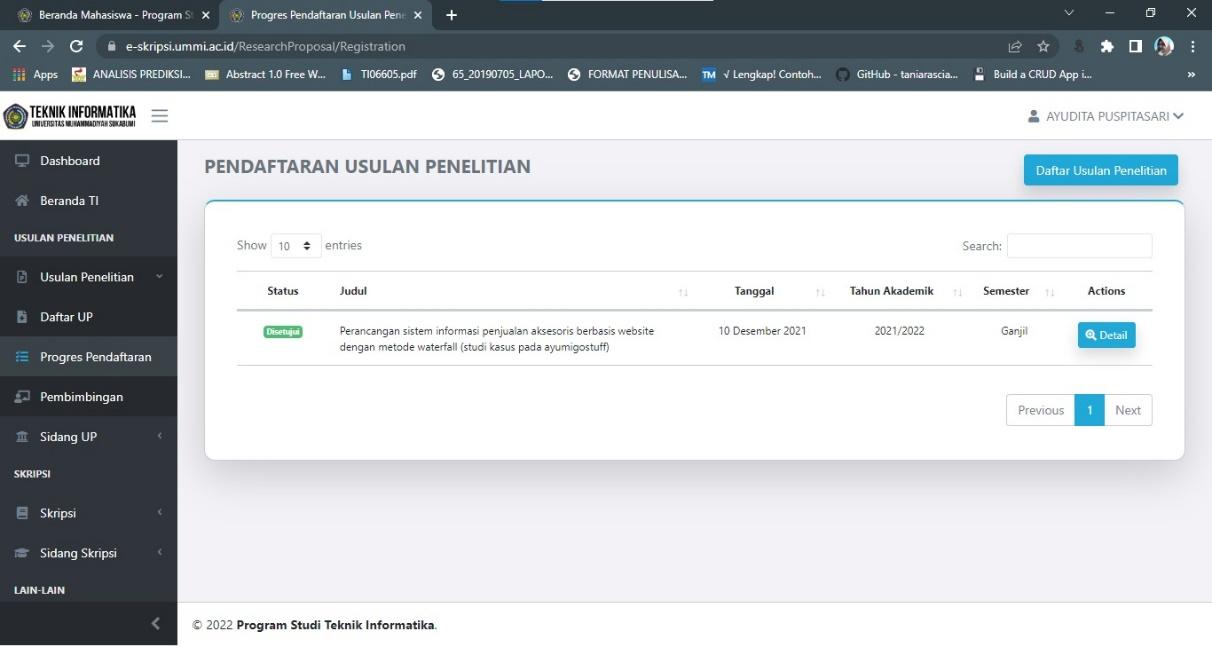 Beranda Mahasiswa - Program St
Progres Pendaftaran Usulan Pene
e-skripsi.ummi.ac.id/ResearchProposal/Registration
Apps ANALISIS PREDIKSI... Abstract 1.0 Free W... TI06605.pdf 65_20190705_LAPO... FORMAT PENULISA... TM √ Lengkap! Contoh... GitHub - taniarascia... Build a CRUD App i... »
TEKNIK INFORMATIKA
UNIVERSITAS MUHAMMADIYAH SUKABUMI
AYUDITA PUSPITASARI
Dashboard
Beranda TI
USULAN PENELITIAN
Usulan Penelitian
Daftar UP
Progres Pendaftaran
Pembimbingan
Sidang UP
SKRIPSI
Skripsi
Sidang Skripsi
LAIN-LAIN
PENDAFTARAN USULAN PENELITIAN
Daftar Usulan Penelitian
Show 10 entries
Search:
Status Judul Tanggal Tahun Akademik Semester Actions
Disetujui Perancangan sistem informasi penjualan aksesoris berbasis website 10 Desember 2021 2021/2022 Ganjil Detail
dengan metode waterfall (studi kasus pada ayumigostuff)
Previous 1 Next
© 2022 Program Studi Teknik Informatika.